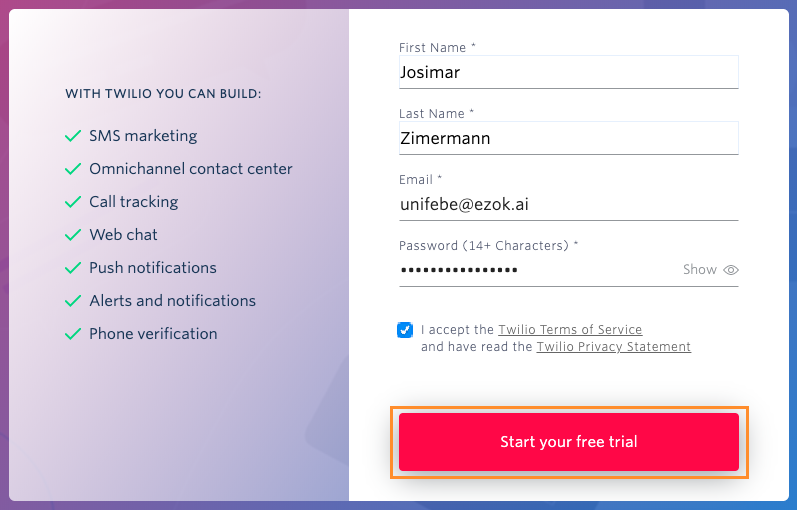 WITH TWILIO YOU CAN BUILD:
SMS marketing
Omnichannel contact center
Call tracking
Web chat
Push notifications
Alerts and notifications
Phone verification
First Name *
Josimar
Last Name *
Zimermann
Email *
unifebe@ezok.ai
Password (14+ Characters) *
••••••••••••••••
Show
I accept the Twilio Terms of Service
and have read the Twilio Privacy Statement
Start your free trial